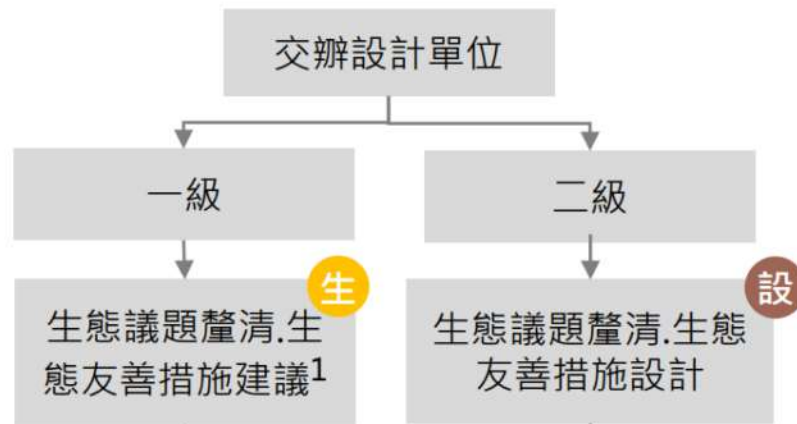 交辦設計單位
一級
二級
生
設
生態議題釐清.生
態友善措施建議1
生態議題釐清.生態
友善措施設計